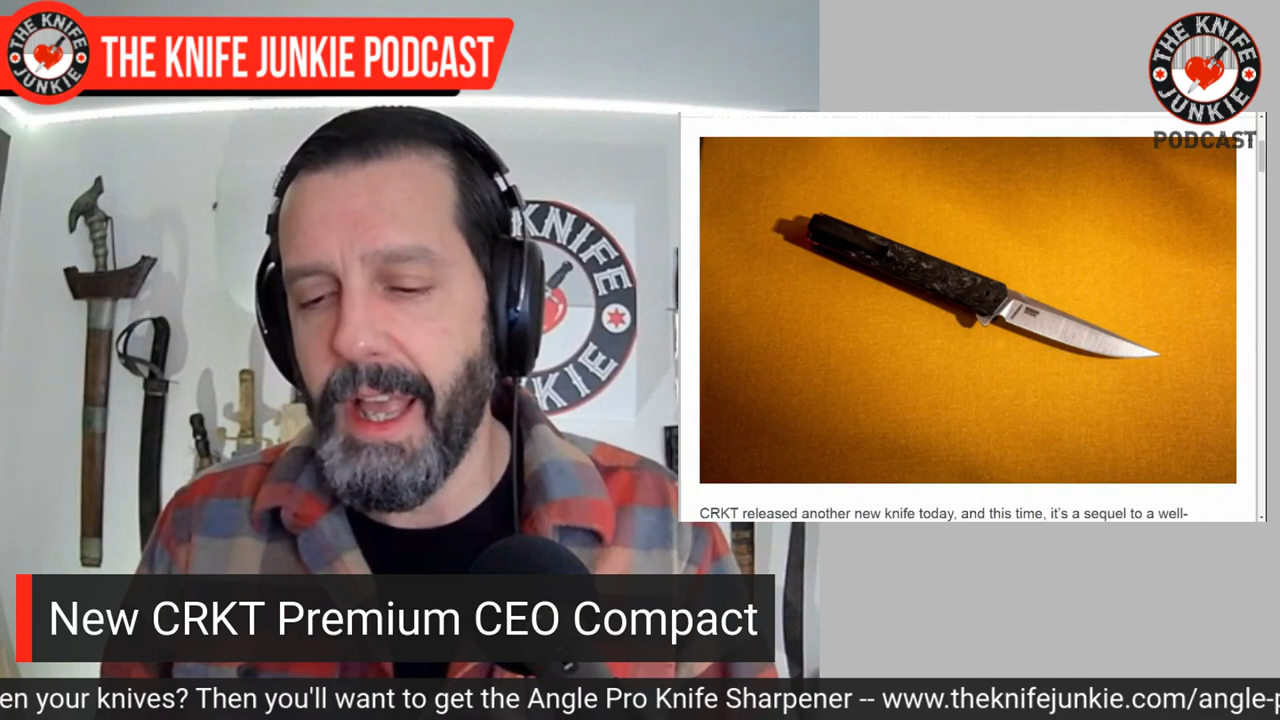 THE KNIFE JUNKIE
THE KNIFE JUNKIE PODCAST
THE KNIFE
JUNKIE
PODCAST
KNIFE
JUNKIE
CRKT released another new knife today, and this time, it's a sequel to a well-
New CRKT Premium CEO Compact
en your knives? Then you'll want to get the Angle Pro Knife Sharpener -- www.theknifejunkie.com/angle-p